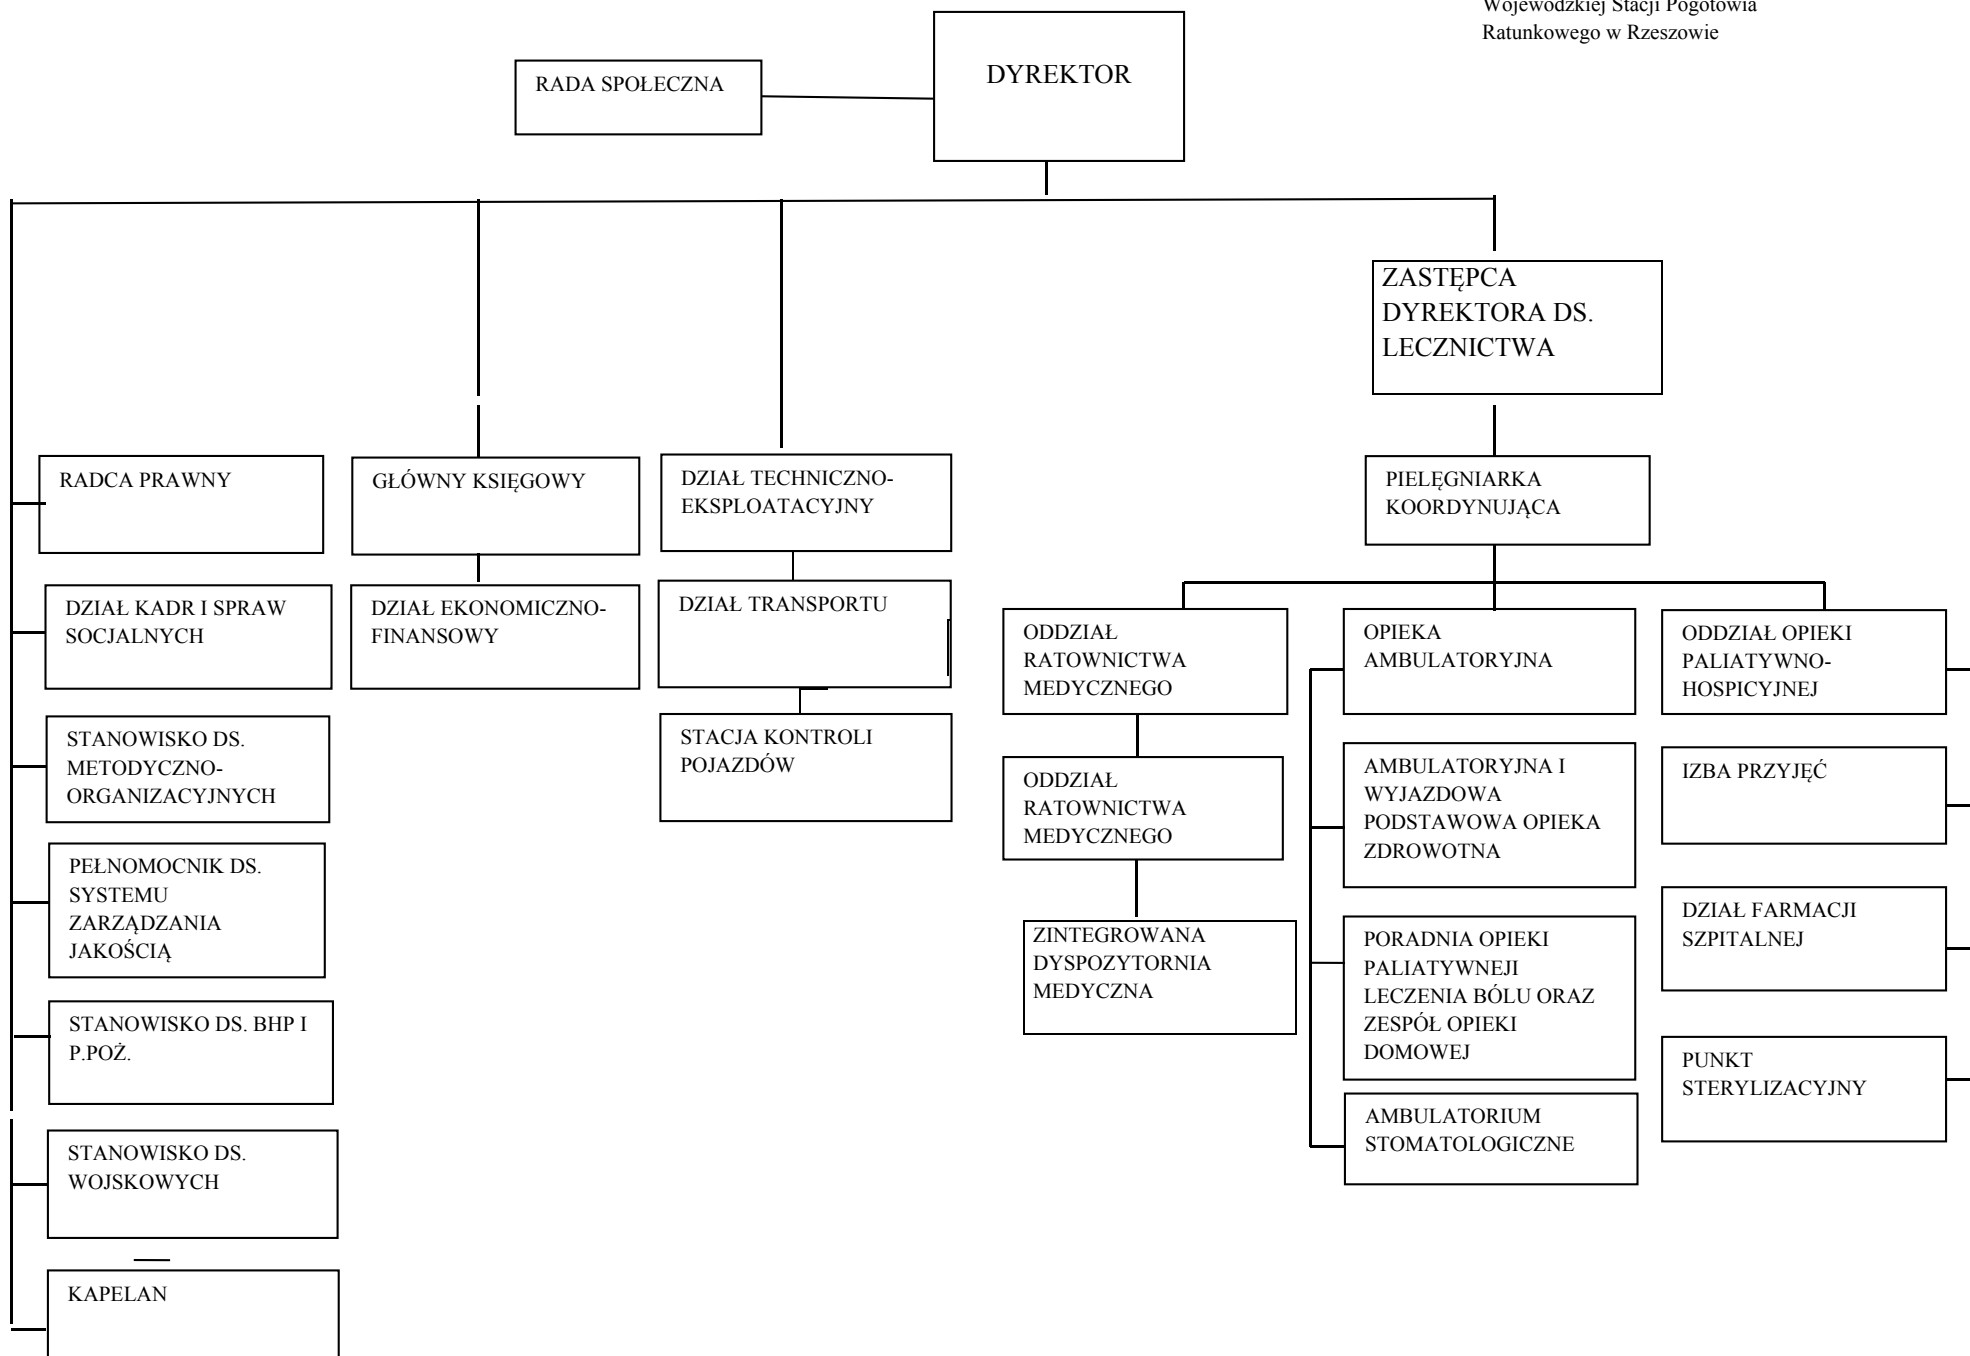 Wojewódzkiej Stacji Pogotowia
Ratunkowego w Rzeszowie
DYREKTOR
RADA SPOŁECZNA
ZASTĘPCA
DYREKTORA DS.
LECZNICTWA
RADCA PRAWNY
GŁÓWNY KSIĘGOWY
DZIAŁ TECHNICZNO-
EKSPLOATACYJNY
PIELĘGNIARKA
KOORDYNUJĄCA
DZIAŁ KADR I SPRAW
SOCJALNYCH
DZIAŁ EKONOMICZNO-
FINANSOWY
DZIAŁ TRANSPORTU
ODDZIAŁ
RATOWNICTWA
MEDYCZNEGO
OPIEKA
AMBULATORYJNA
ODDZIAŁ OPIEKI
PALIATYWNO-
HOSPICYJNEJ
STANOWISKO DS.
METODYCZNO-
ORGANIZACYJNYCH
STACJA KONTROLI
POJAZDÓW
ODDZIAŁ
RATOWNICTWA
MEDYCZNEGO
AMBULATORYJNA I
WYJAZDOWA
PODSTAWOWA OPIEKA
ZDROWOTNA
IZBA PRZYJĘĆ
PEŁNOMOCNIK DS.
SYSTEMU
ZARZĄDZANIA
JAKOŚCIĄ
ZINTEGROWANA
DYSPOZYTORNIA
MEDYCZNA
PORADNIA OPIEKI
PALIATYWNEJI
LECZENIA BÓLU ORAZ
ZESPÓŁ OPIEKI
DOMOWEJ
DZIAŁ FARMACJI
SZPITALNEJ
STANOWISKO DS. BHP I
P.POŻ.
PUNKT
STERYLIZACYJNY
STANOWISKO DS.
WOJSKOWYCH
AMBULATORIUM
STOMATOLOGICZNE
KAPELAN